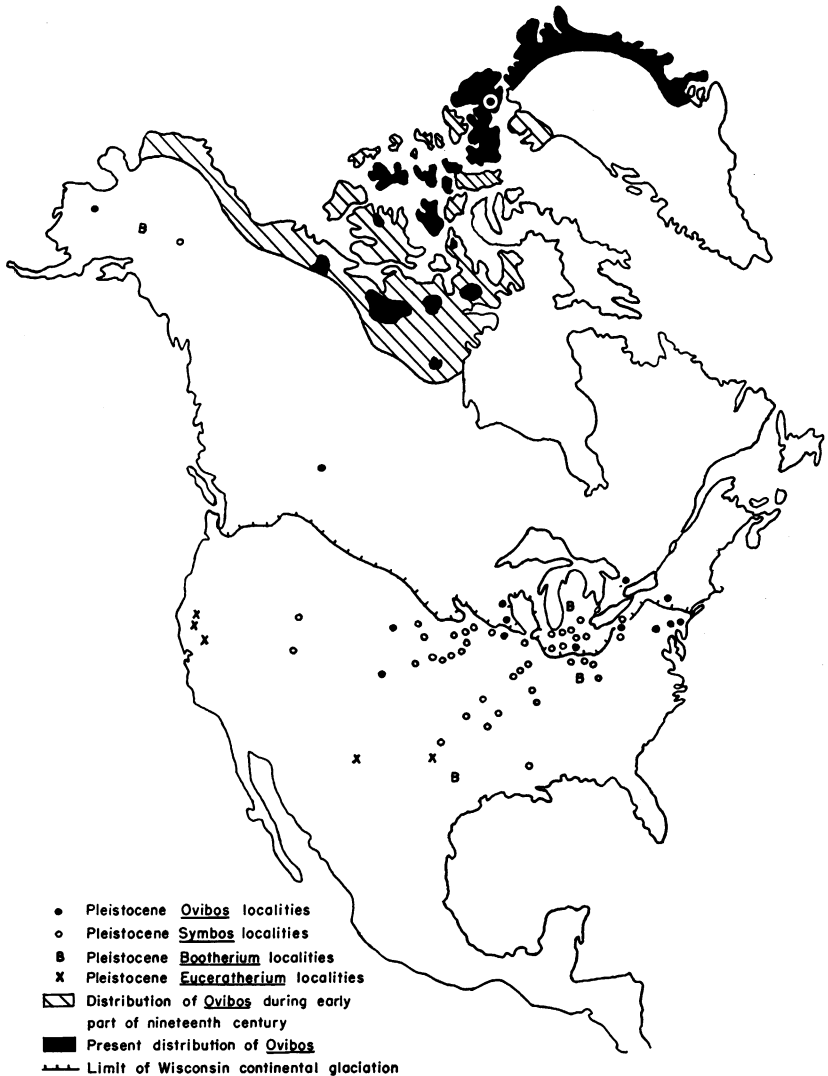 B
B
B
B
x
x
x
x
x
Pleistocene Ovibos localities
Pleistocene Symbos localities
B Pleistocene Bootherium localities
x Pleistocene Euceratherium localities
Distribution of Ovibos during early
part of nineteenth century
Present distribution of Ovibos
Limit of Wisconsin continental glaciation